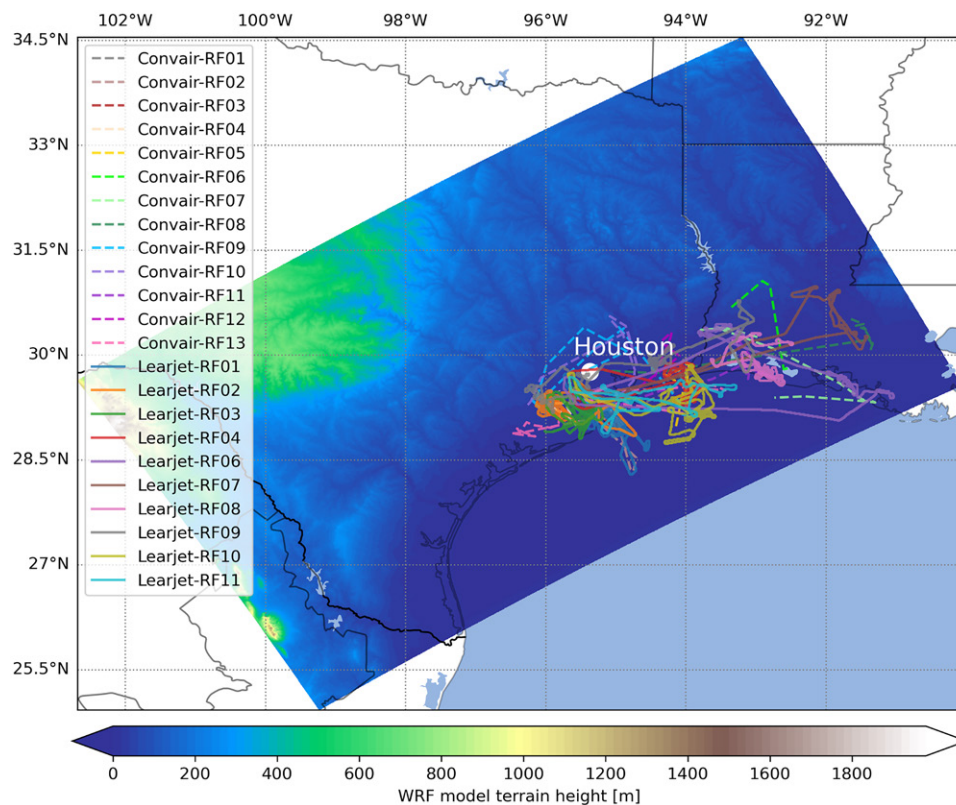 102°W 100°W 98°W 96°W 94°W 92°W
34.5°N
33°N
31.5°N
30°N
28.5°N
27°N
25.5°N
Convair-RF01
Convair-RF02
Convair-RF03
Convair-RF04
Convair-RF05
Convair-RF06
Convair-RF07
Convair-RF08
Convair-RF09
Convair-RF10
Convair-RF11
Convair-RF12
Convair-RF13
Learjet-RF01
Learjet-RF02
Learjet-RF03
Learjet-RF04
Learjet-RF06
Learjet-RF07
Learjet-RF08
Learjet-RF09
Learjet-RF10
Learjet-RF11
Houston
0 200 400 600 800 1000 1200 1400 1600 1800
WRF model terrain height [m]